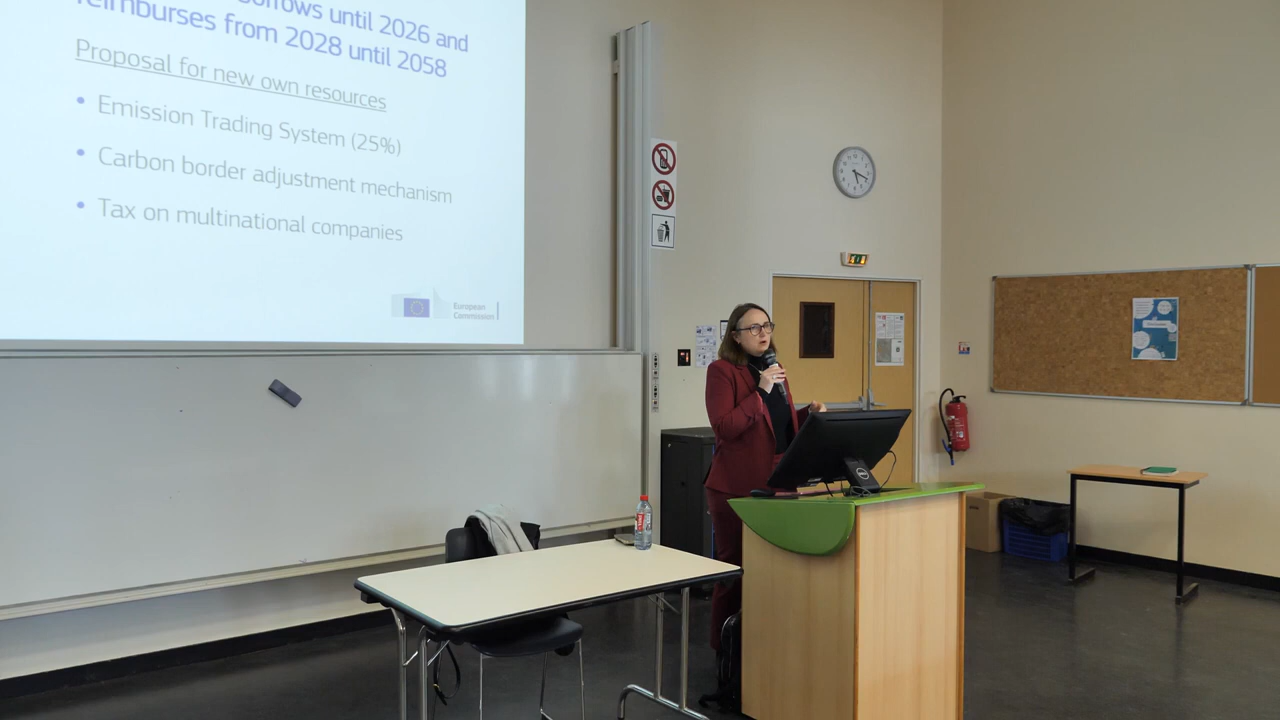 borrows until 2026 and
reimburses from 2028 until 2058
Proposal for new own resources
• Emission Trading System (25%)
• Carbon border adjustment mechanism
• Tax on multinational companies
European
Commission
DELL